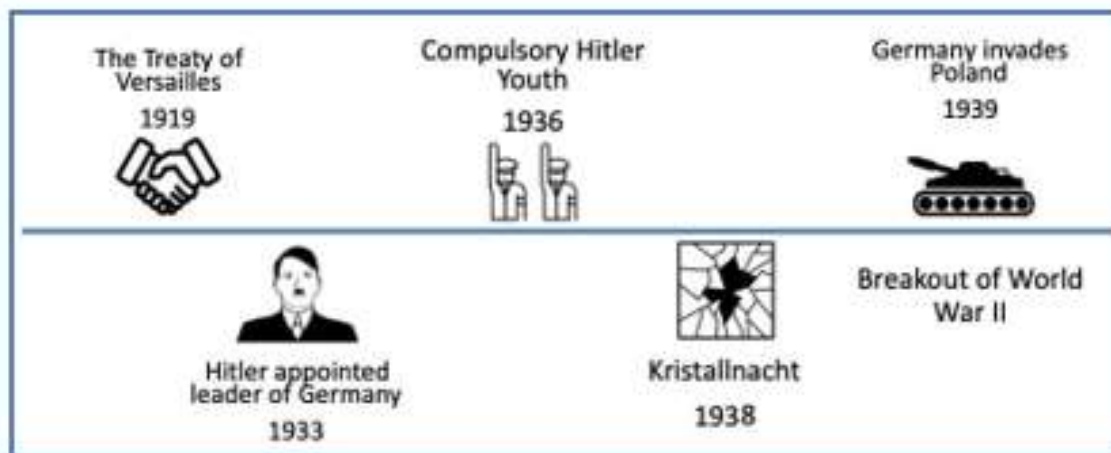 The Treaty of
Versailles
1919
Compulsory Hitler
Youth
1936
Germany invades
Poland
1939
Hitler appointed
leader of Germany
1933
Kristallnacht
1938
Breakout of World
War II